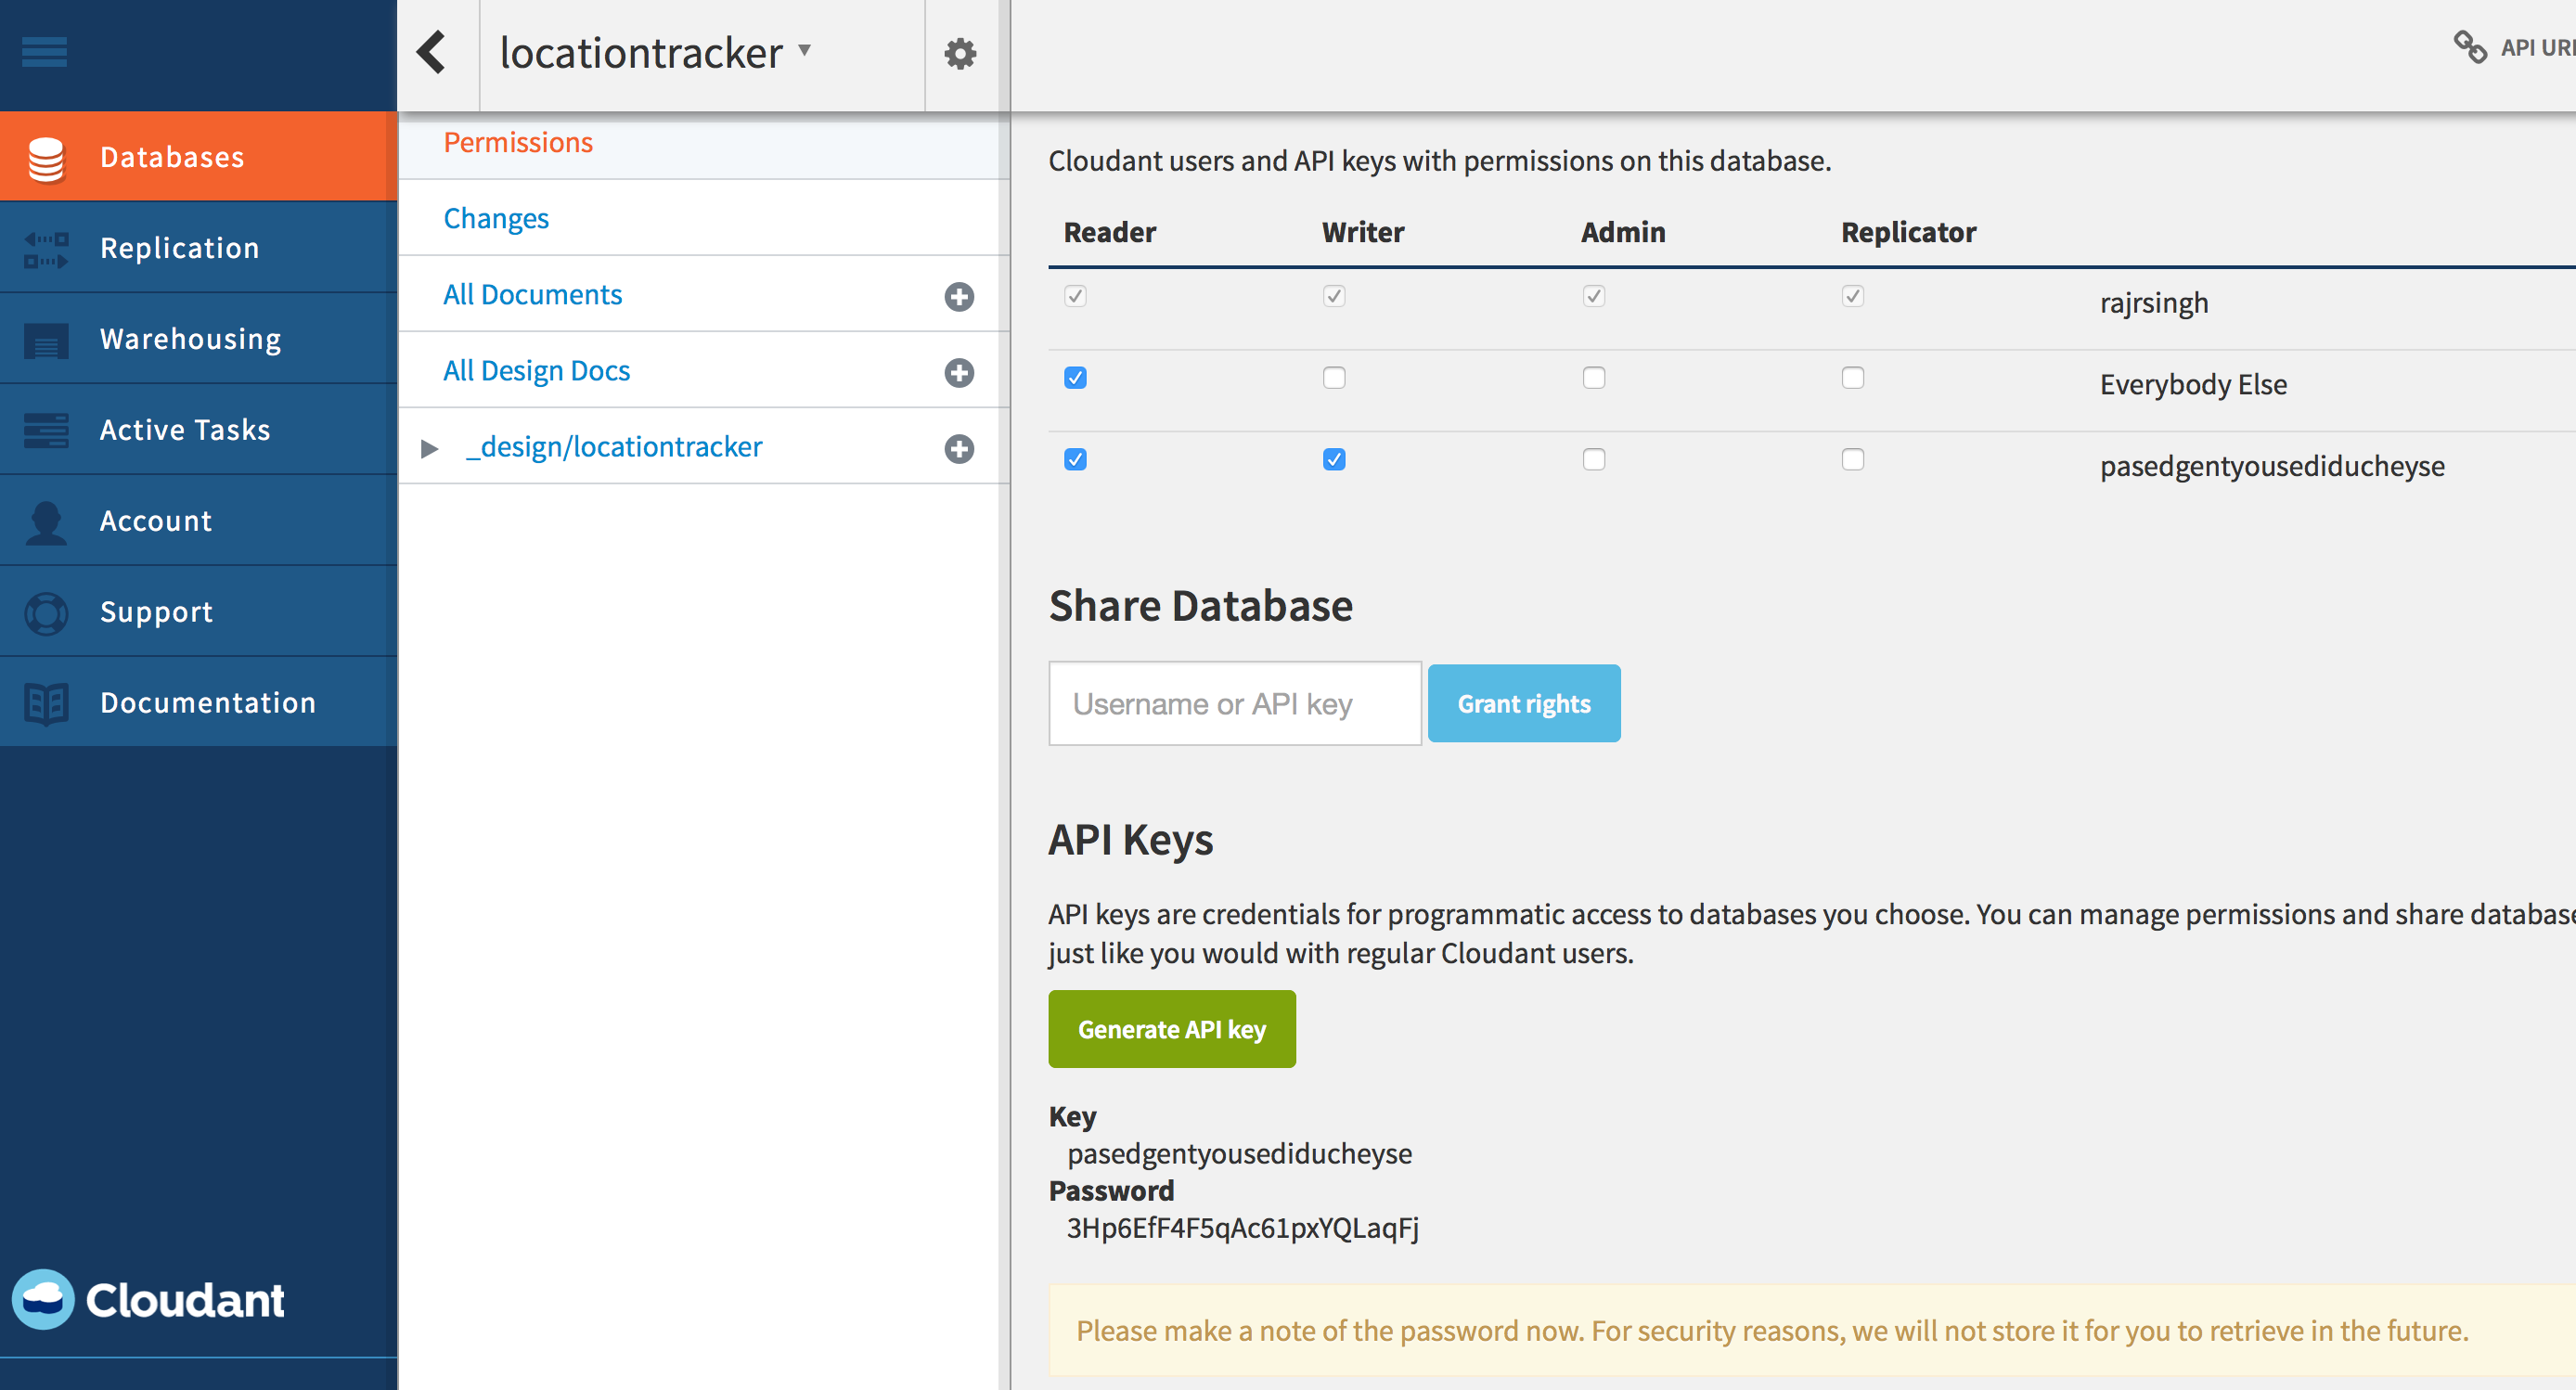 locationtracker
API URL
Databases
Replication
Warehousing
Active Tasks
Account
Support
Documentation
Cloudant
Permissions
Changes
All Documents
All Design Docs
_design/locationtracker
Cloudant users and API keys with permissions on this database.
Reader Writer Admin Replicator
rajrsingh
Everybody Else
pasedgentyousediducheyse
Share Database
Username or API key Grant rights
API Keys
API keys are credentials for programmatic access to databases you choose. You can manage permissions and share database
just like you would with regular Cloudant users.
Generate API key
Key
pasedgentyousediducheyse
Password
3Hp6EfF4F5qAc61pxYQLaqFj
Please make a note of the password now. For security reasons, we will not store it for you to retrieve in the future.